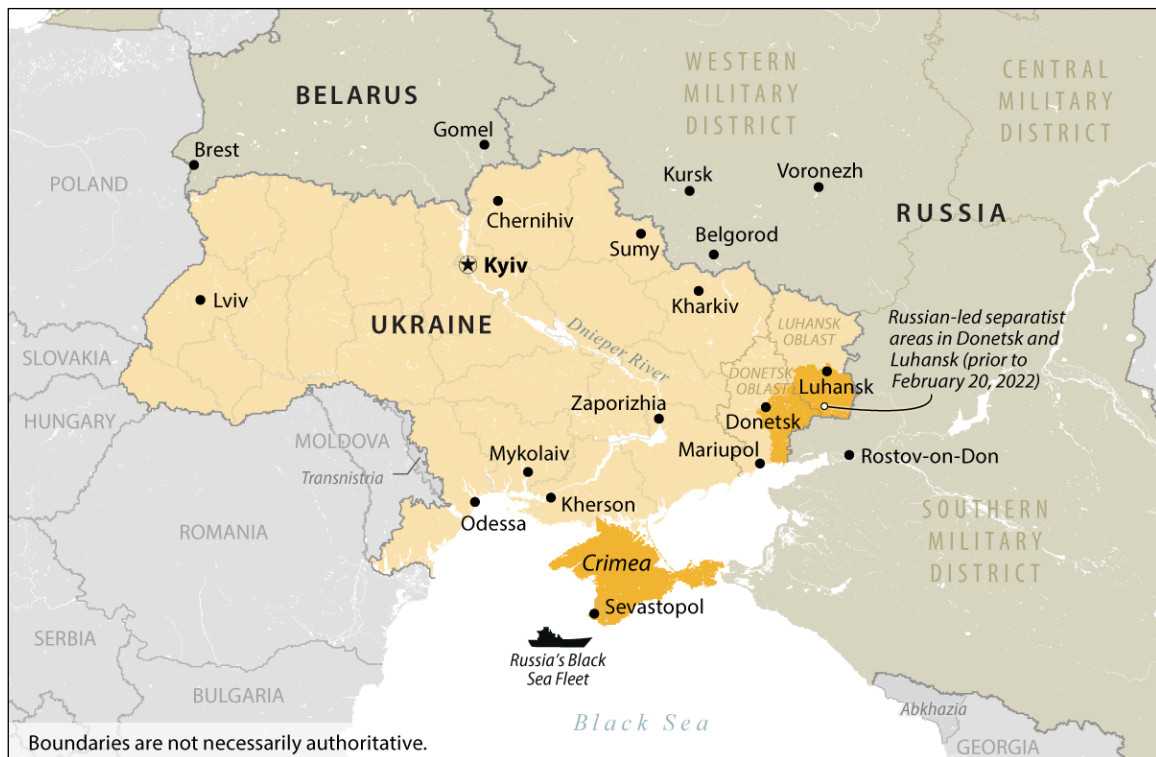 WESTERN
MILITARY
DISTRICT
CENTRAL
MILITARY
DISTRICT
BELARUS
Gomel
Brest
POLAND
Kursk
Voronezh
RUSSIA
Chernihiv
Sumy
Belgorod
Kyiv
Kharkiv
Lviv
UKRAINE
Dnieper River
LUHANSK
OBLAST
Russian-led separatist
areas in Donetsk and
Luhansk (prior to
February 20, 2022)
SLOVAKIA
DONETSK
OBLAST
Luhansk
HUNGARY
Zaporizhia
Donetsk
MOLDOVA
Transnistria
Mykolaiv
Mariupol
Rostov-on-Don
Kherson
Odessa
ROMANIA
SOUTHERN
MILITARY
DISTRICT
Crimea
Sevastopol
SERBIA
Russia's Black
Sea Fleet
BULGARIA
Black Sea
Abkhazia
GEORGIA
Boundaries are not necessarily authoritative.